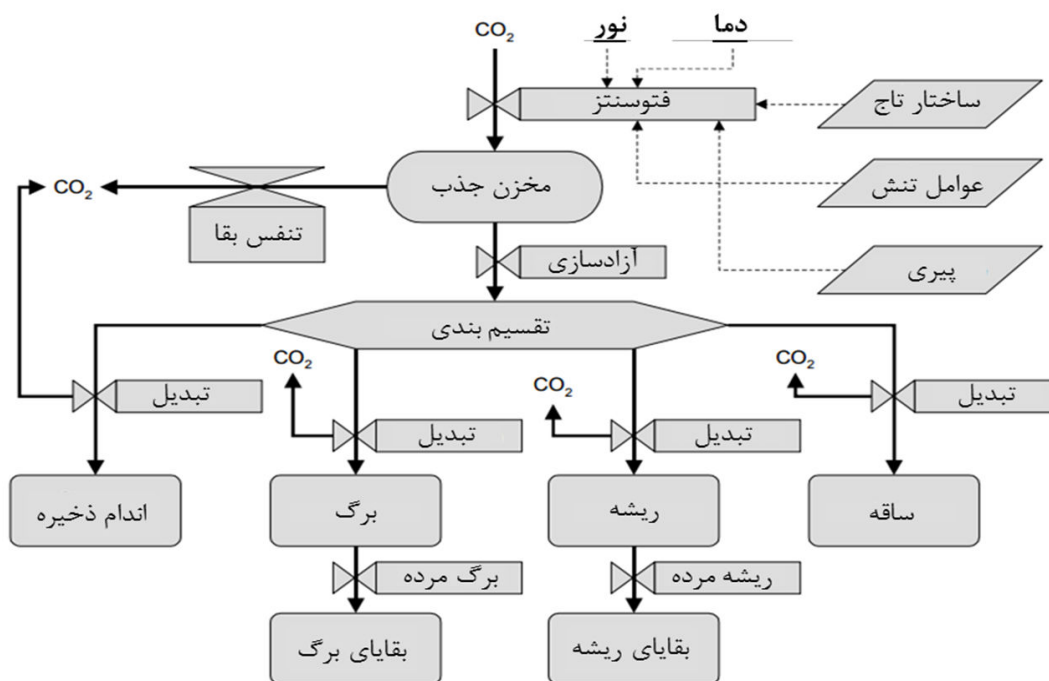 CO2
نور
دما
فتوسنتز
ساختار تاج
مخزن جذب
عوامل تنش
CO2
تنفس بقا
آزادسازی
پیری
تقسیم بندی
CO2
CO2
CO2
تبدیل
تبدیل
تبدیل
تبدیل
اندام ذخیره
برگ
ریشه
ساقه
برگ مرده
ریشه مرده
بقایای برگ
بقایای ریشه